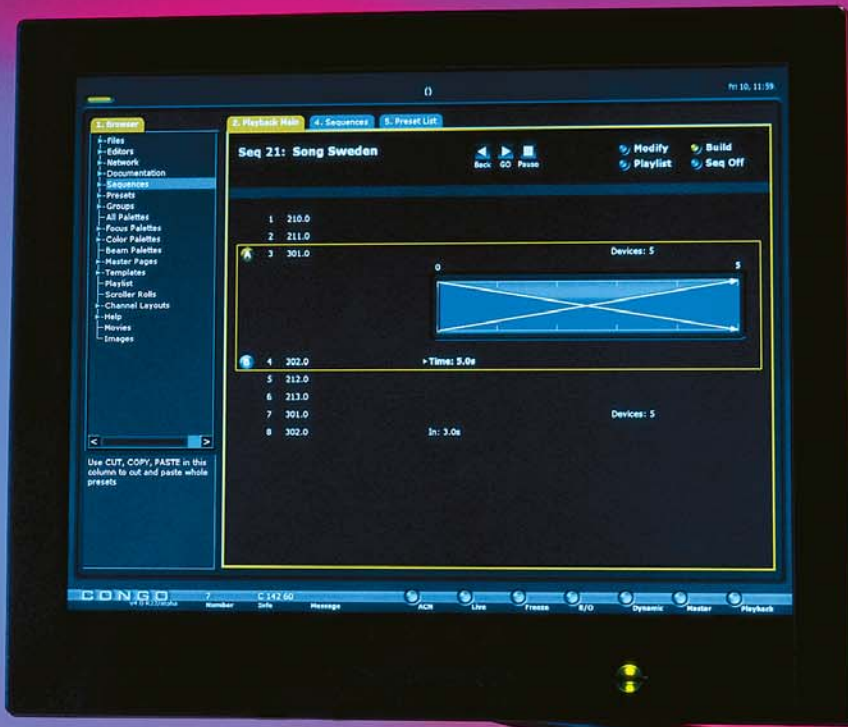 ()
Fri 10, 11:59
1. Browser
Files
Editors
Network
Documentation
Sequences
Presets
Groups
All Palettes
Focus Palettes
Color Palettes
Beam Palettes
Master Pages
Templates
Playlist
Scroller Rolls
Channel Layouts
Help
Movies
Images
< >
Use CUT, COPY, PASTE in this
column to cut and paste whole
presets
2. Playback Main 4. Sequences 5. Preset List
Seq 21: Song Sweden
Back GO Pause
Modify Build
Playlist Seq Off
1 210.0
2 211.0
A 3 301.0 Devices: 5
0 5
B 4 302.0 Time: 5.0s
5 212.0
6 213.0
7 301.0 Devices: 5
8 302.0 In: 3.0s
CONGO 7 C 142 60
Number Info Message ACN Live Freeze B/O Dynamic Master Playback